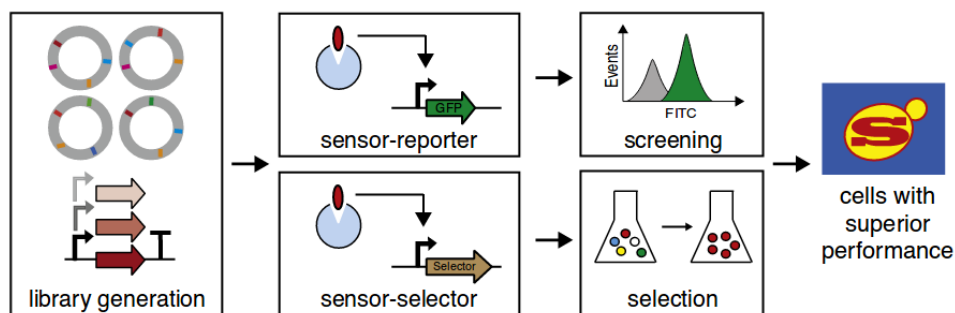 library generation
GFP
sensor-reporter
Selector
sensor-selector
Events
FITC
screening
selection
S
cells with
superior
performance